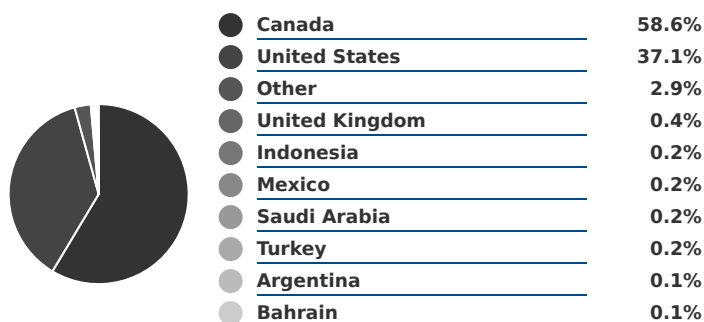 Canada 58.6%
United States 37.1%
Other 2.9%
United Kingdom 0.4%
Indonesia 0.2%
Mexico 0.2%
Saudi Arabia 0.2%
Turkey 0.2%
Argentina 0.1%
Bahrain 0.1%